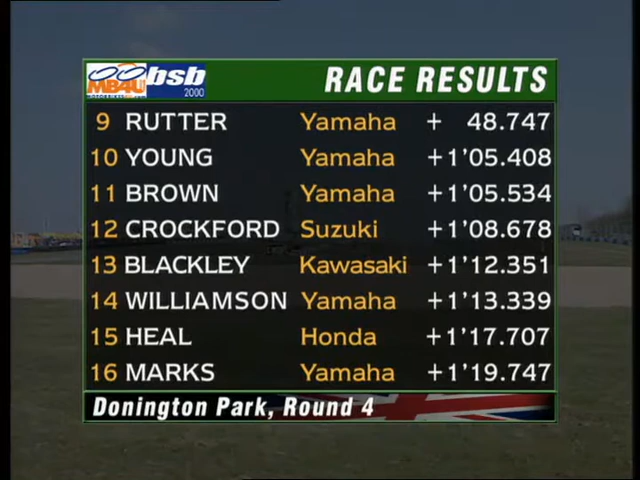 MB4U bsb 2000 RACE RESULTS
9 RUTTER Yamaha + 48.747
10 YOUNG Yamaha +1'05.408
11 BROWN Yamaha +1'05.534
12 CROCKFORD Suzuki +1'08.678
13 BLACKLEY Kawasaki +1'12.351
14 WILLIAMSON Yamaha +1'13.339
15 HEAL Honda +1'17.707
16 MARKS Yamaha +1'19.747
Donington Park, Round 4